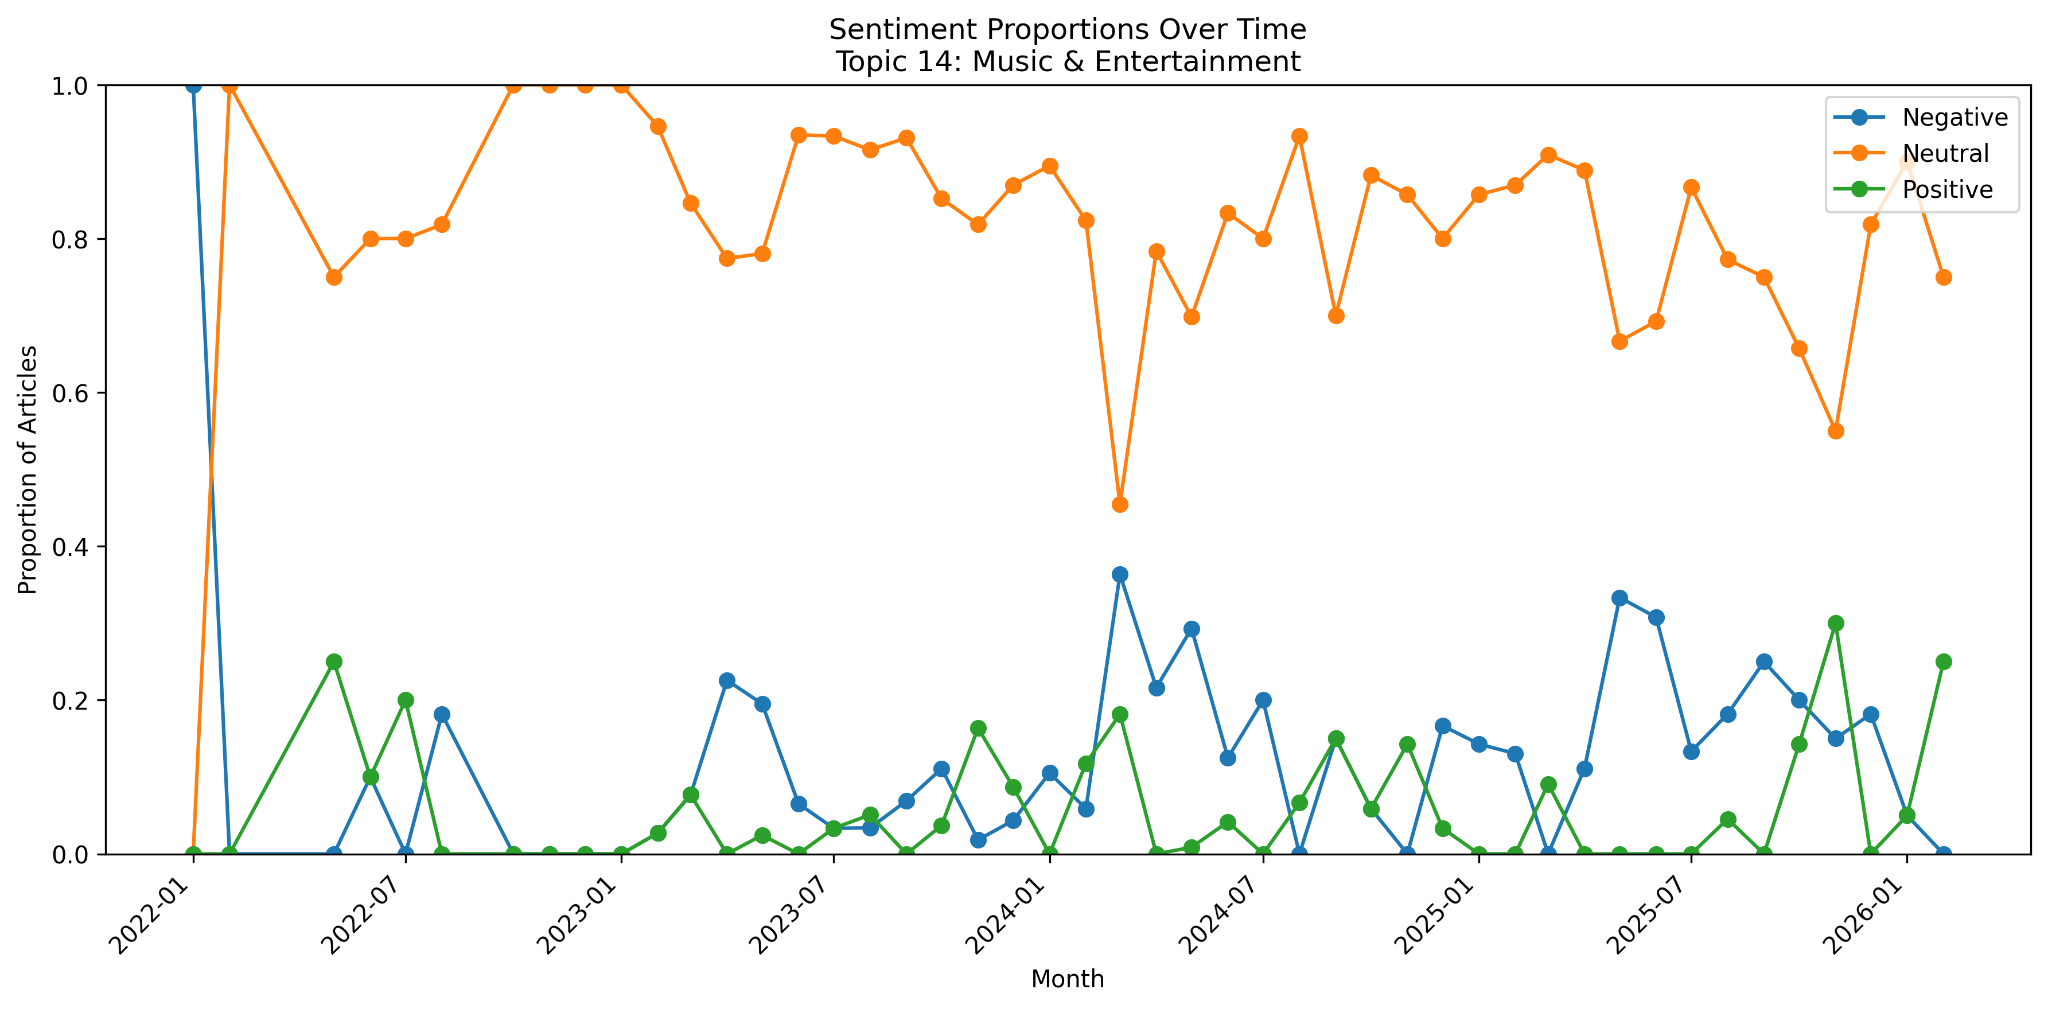 Sentiment Proportions Over Time
Topic 14: Music & Entertainment
Proportion of Articles
1.0
0.8
0.6
0.4
0.2
0.0
Negative
Neutral
Positive
2022-01
2022-07
2023-01
2023-07
2024-01
2024-07
2025-01
2025-07
2026-01
Month